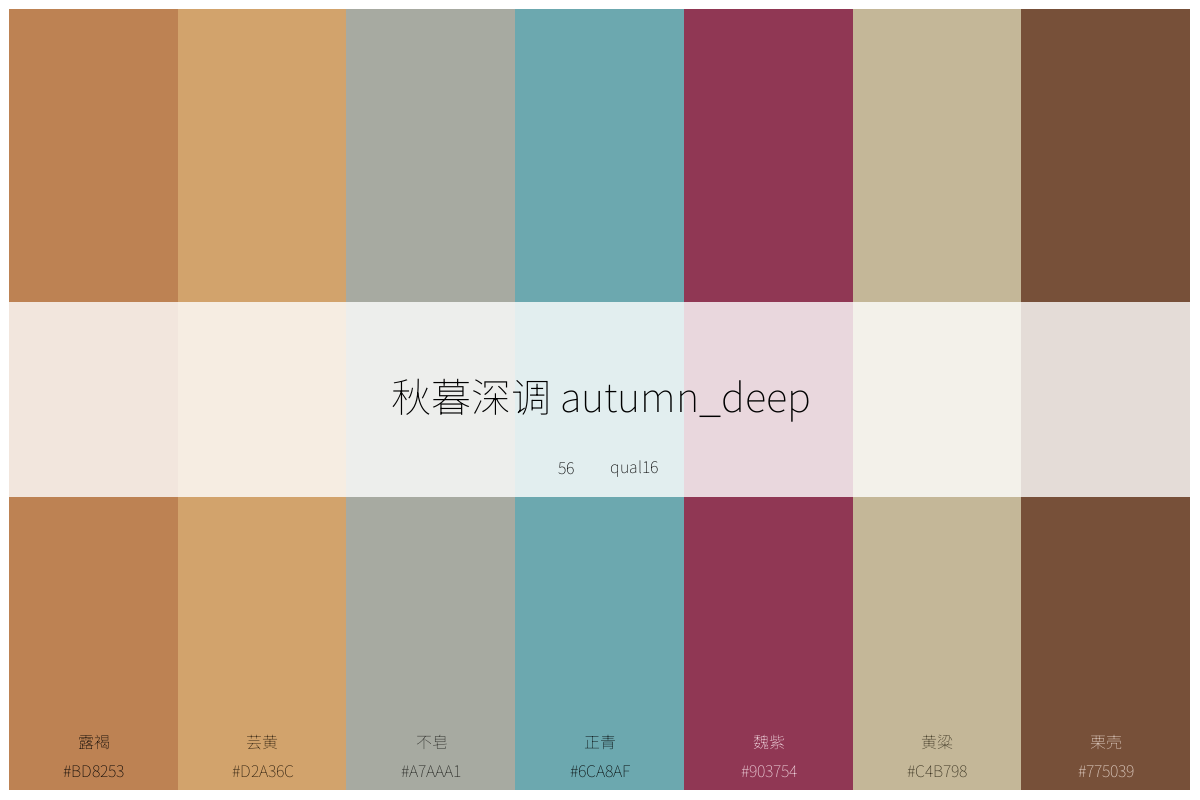 秋暮深调 autumn_deep
56 qual16
露褐 芸黄 不皂 正青 魏紫 黄粱 栗壳
#BD8253 #D2A36C #A7AAA1 #6CA8AF #903754 #C4B798 #775039